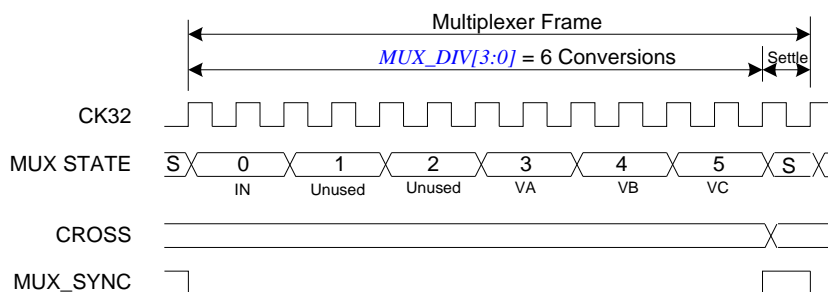 Multiplexer Frame
MUX_DIV[3:0] = 6 Conversions
Settle
CK32
MUX STATE
S 0 1 2 3 4 5 S
IN Unused Unused VA VB VC
CROSS
MUX_SYNC